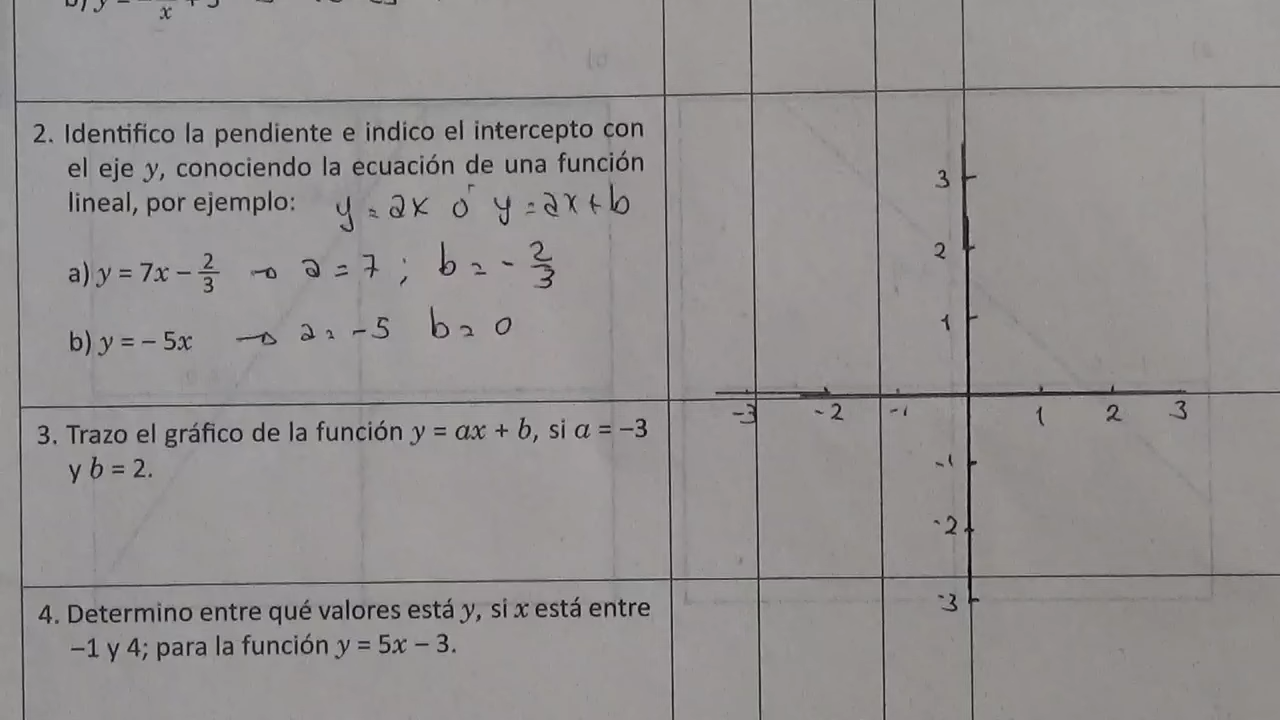 2. Identifico la pendiente e indico el intercepto con
el eje y, conociendo la ecuación de una función
lineal, por ejemplo: y = ax ó y = ax + b
a) y = 7x − 2/3 → a = 7 ; b = - 2/3
b) y = − 5x → a = -5 b = 0
3. Trazo el gráfico de la función y = ax + b, si a = −3
y b = 2.
4. Determino entre qué valores está y, si x está entre
−1 y 4; para la función y = 5x − 3.
3
2
1
-3 -2 -1 1 2 3
-1
-2
-3